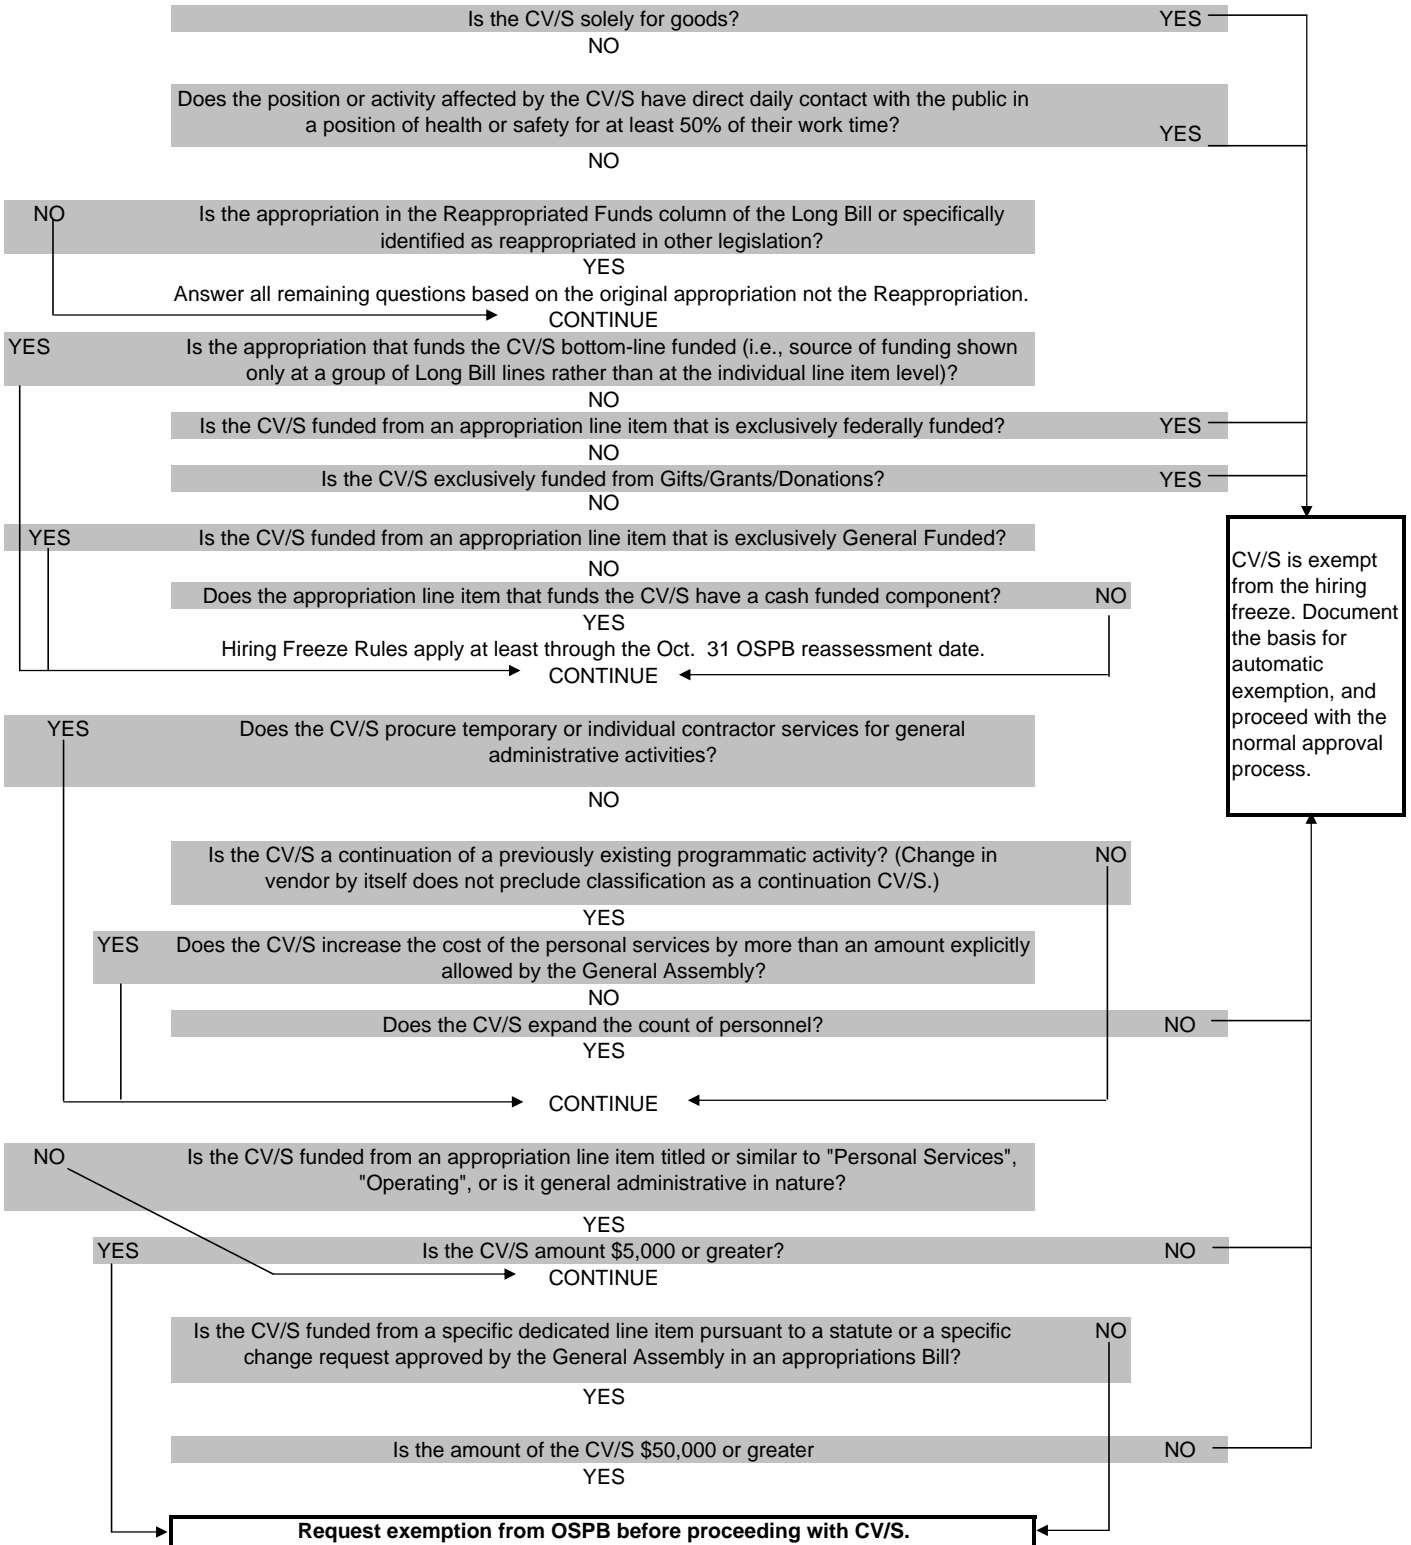 Is the CV/S solely for goods? YES
NO
Does the position or activity affected by the CV/S have direct daily contact with the public in
a position of health or safety for at least 50% of their work time?
YES
NO
NO Is the appropriation in the Reappropriated Funds column of the Long Bill or specifically
identified as reappropriated in other legislation?
YES
Answer all remaining questions based on the original appropriation not the Reappropriation.
CONTINUE
YES Is the appropriation that funds the CV/S bottom-line funded (i.e., source of funding shown
only at a group of Long Bill lines rather than at the individual line item level)?
NO
Is the CV/S funded from an appropriation line item that is exclusively federally funded? YES
NO
Is the CV/S exclusively funded from Gifts/Grants/Donations? YES
NO
YES Is the CV/S funded from an appropriation line item that is exclusively General Funded?
NO
Does the appropriation line item that funds the CV/S have a cash funded component? NO
YES
Hiring Freeze Rules apply at least through the Oct. 31 OSPB reassessment date.
CONTINUE
CV/S is exempt
from the hiring
freeze. Document
the basis for
automatic
exemption, and
proceed with the
normal approval
process.
YES Does the CV/S procure temporary or individual contractor services for general
administrative activities?
NO
Is the CV/S a continuation of a previously existing programmatic activity? (Change in NO
vendor by itself does not preclude classification as a continuation CV/S.)
YES
YES Does the CV/S increase the cost of the personal services by more than an amount explicitly
allowed by the General Assembly?
NO
Does the CV/S expand the count of personnel? NO
YES
CONTINUE
NO Is the CV/S funded from an appropriation line item titled or similar to "Personal Services",
"Operating", or is it general administrative in nature?
YES
YES Is the CV/S amount $5,000 or greater? NO
CONTINUE
Is the CV/S funded from a specific dedicated line item pursuant to a statute or a specific NO
change request approved by the General Assembly in an appropriations Bill?
YES
Is the amount of the CV/S $50,000 or greater NO
YES
Request exemption from OSPB before proceeding with CV/S.